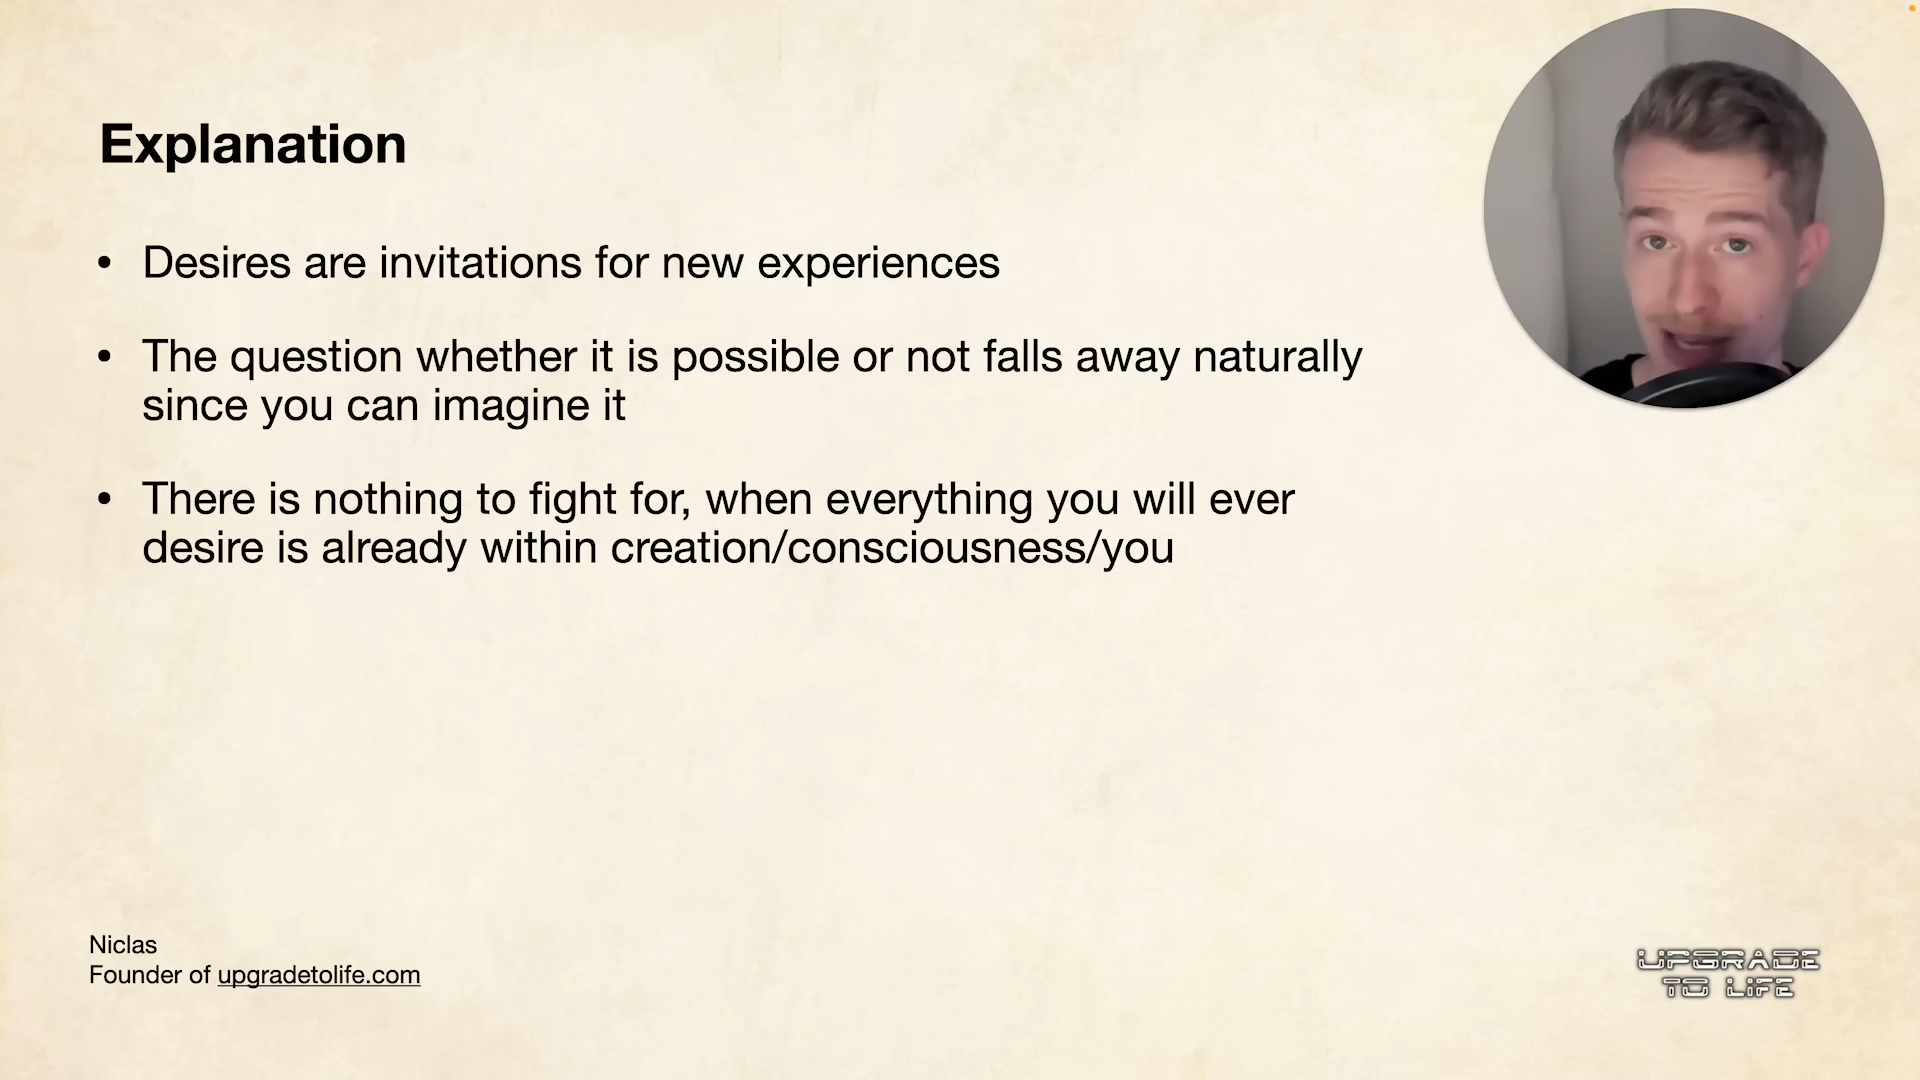 Explanation
• Desires are invitations for new experiences
• The question whether it is possible or not falls away naturally
since you can imagine it
• There is nothing to fight for, when everything you will ever
desire is already within creation/consciousness/you
Niclas
Founder of upgradetolife.com
UPGRADE
TO LIFE